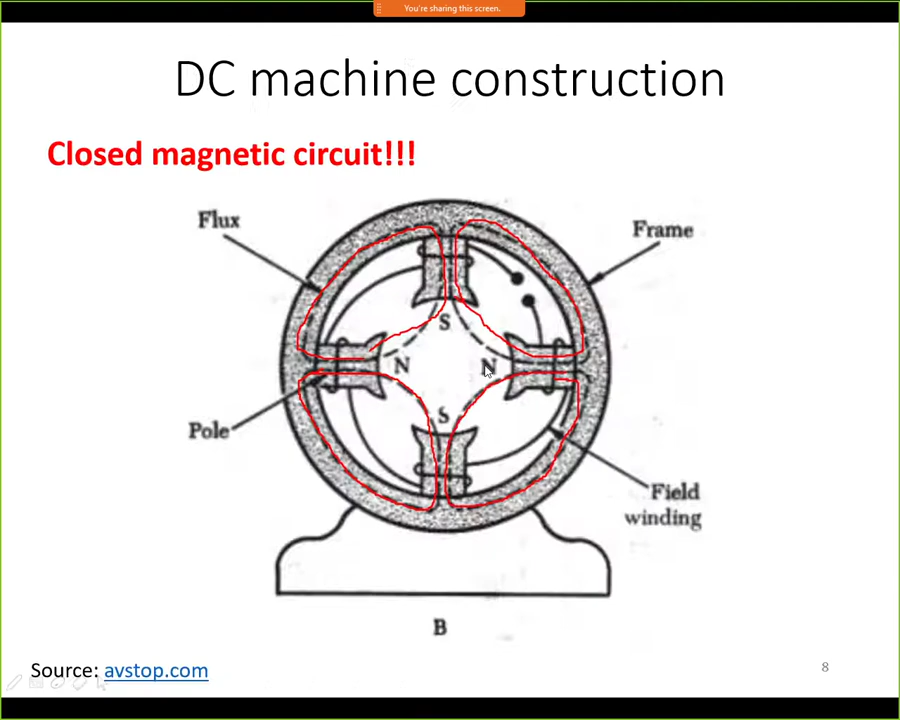 You're sharing this screen.
DC machine construction
Closed magnetic circuit!!!
Flux
Frame
S
N
N
S
Pole
Field
winding
B
Source: avstop.com
8